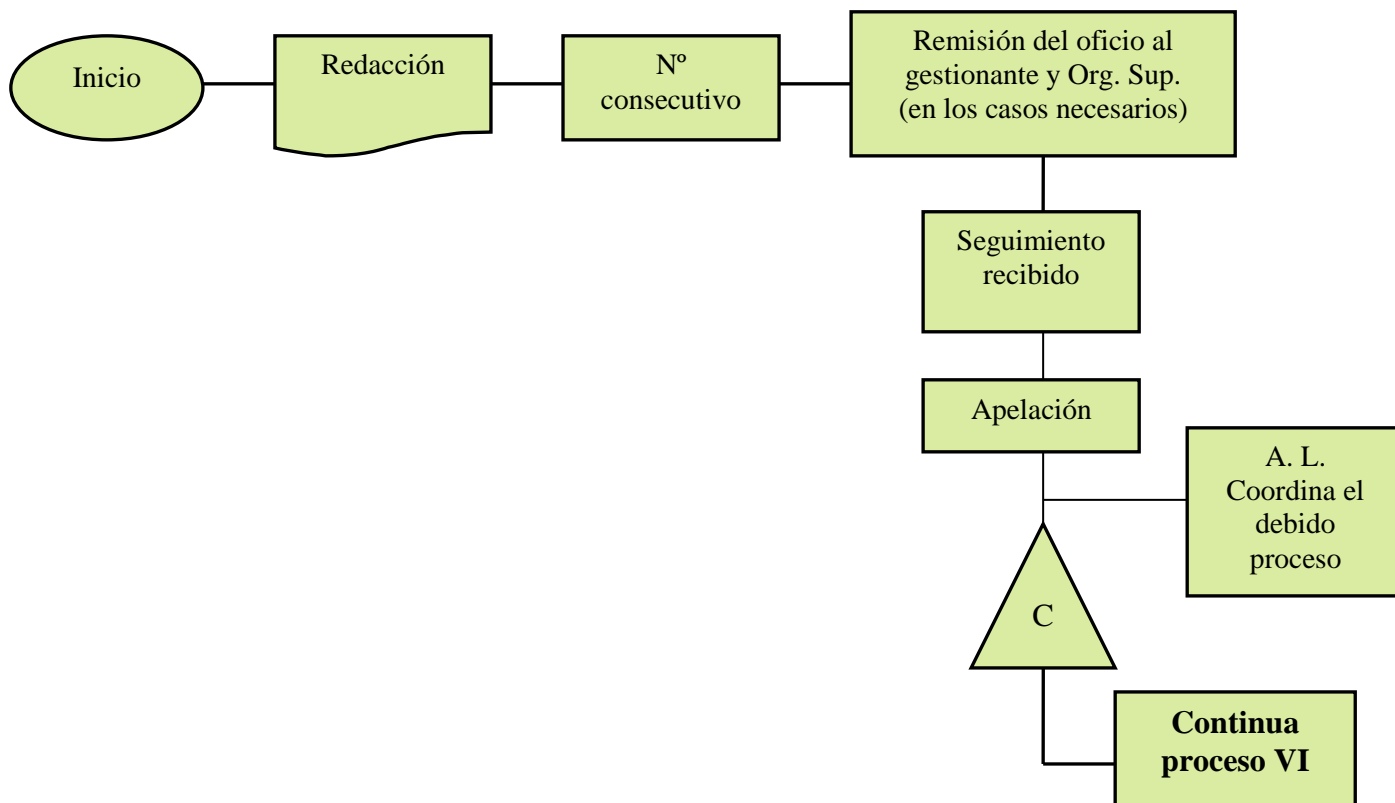 Inicio
Redacción
Nº
consecutivo
Remisión del oficio al
gestionante y Org. Sup.
(en los casos necesarios)
Seguimiento
recibido
Apelación
A. L.
Coordina el
debido
proceso
C
Continua
proceso VI